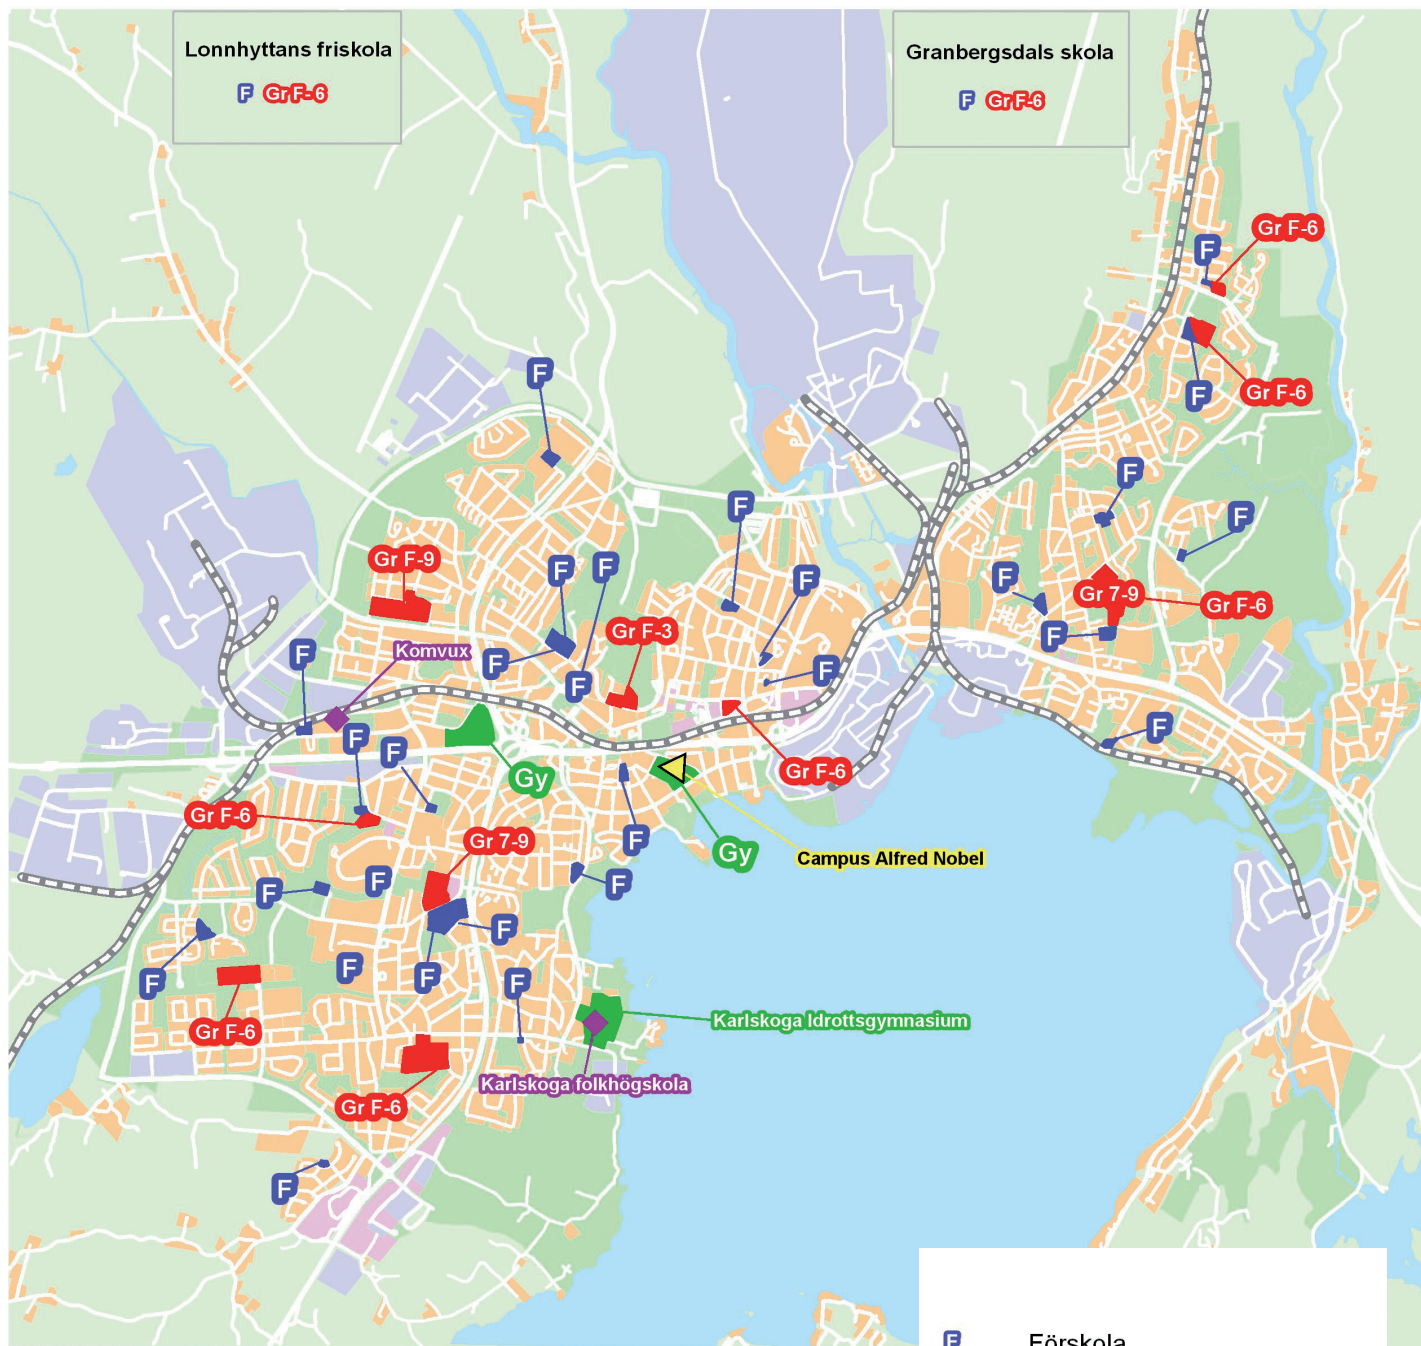 Lonnhyttans friskola
F Gr F-6
Granbergsdals skola
F Gr F-6
Gr F-6
F
F
Gr F-6
F
F
F
F
Gr F-9
F
F
F
F
Gr 7-9
Gr F-6
Gr F-3
F
F
Komvux
F
F
F
F
F
F
F
Gy
Gr F-6
Gr F-6
Gr 7-9
F
Gy
Campus Alfred Nobel
F
F
F
F
F
F
F
F
Karlskoga Idrottsgymnasium
Gr F-6
Karlskoga folkhögskola
Gr F-6
F
F Förskola